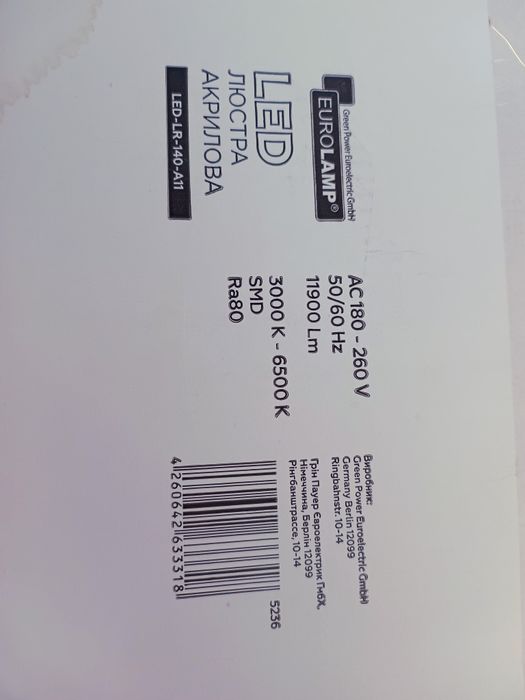 Green Power Euroelectric GmbH
EUROLAMP®
LED
ЛЮСТРА
АКРИЛОВА
LED-LR-140-A11
AC 180 - 260 V
50/60 Hz
11900 Lm
3000 K - 6500 K
SMD
Ra80
Виробник:
Green Power Euroelectric GmbH
Germany Berlin 12099
Ringbahnstr. 10-14
Грін Пауер Євроелектрик ГмбХ,
Німеччина, Берлін 12099
Рінгбанштрассе, 10-14
5236
4260642633318